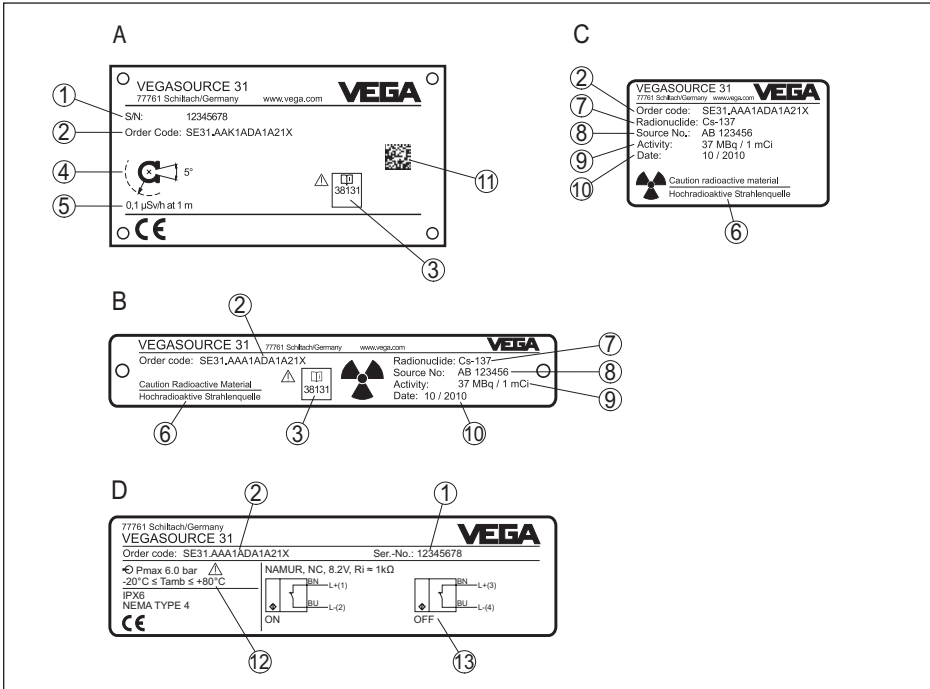 A
VEGASOURCE 31
77761 Schiltach/Germany www.vega.com VEGA
1 S/N: 12345678
2 Order Code: SE31.AAK1ADA1A21X
4 5°
11
38131
5 0,1 µSv/h at 1 m
CE
3
C
VEGASOURCE 31
77761 Schiltach/Germany www.vega.com VEGA
2 Order code: SE31.AAA1ADA1A21X
7 Radionuclide: Cs-137
8 Source No.: AB 123456
9 Activity: 37 MBq / 1 mCi
10 Date: 10 / 2010
Caution radioactive material
Hochradioaktive Strahlenquelle
6
B
2
VEGASOURCE 31 77761 Schiltach/Germany www.vega.com VEGA
Order code: SE31.AAA1ADA1A21X
Caution Radioactive Material
Hochradioaktive Strahlenquelle
38131
Radionuclide: Cs-137 7
Source No: AB 123456 8
Activity: 37 MBq / 1 mCi 9
Date: 10 / 2010
6 3 10
D
2 1
77761 Schiltach/Germany
VEGASOURCE 31 VEGA
Order code: SE31.AAA1ADA1A21X Ser.-No.: 12345678
Pmax 6.0 bar
-20°C ≤ Tamb ≤ +80°C
IPX6
NEMA TYPE 4
CE
NAMUR, NC, 8.2V, Ri ≈ 1kΩ
BN L+(1)
BU L-(2)
ON
BN L+(3)
BU L-(4)
OFF
12 13